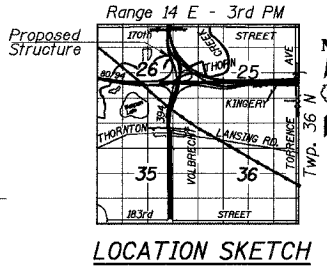 Range 14 E - 3rd PM
Proposed
Structure
170th
STREET
CREEK
THORN
AVE
N
80/94
26
25
KINGERY
394
THORNTON
LANSING RD.
VOLBRECHT
TORRENCE
Twp. 36 N
35
36
183rd
STREET
LOCATION SKETCH